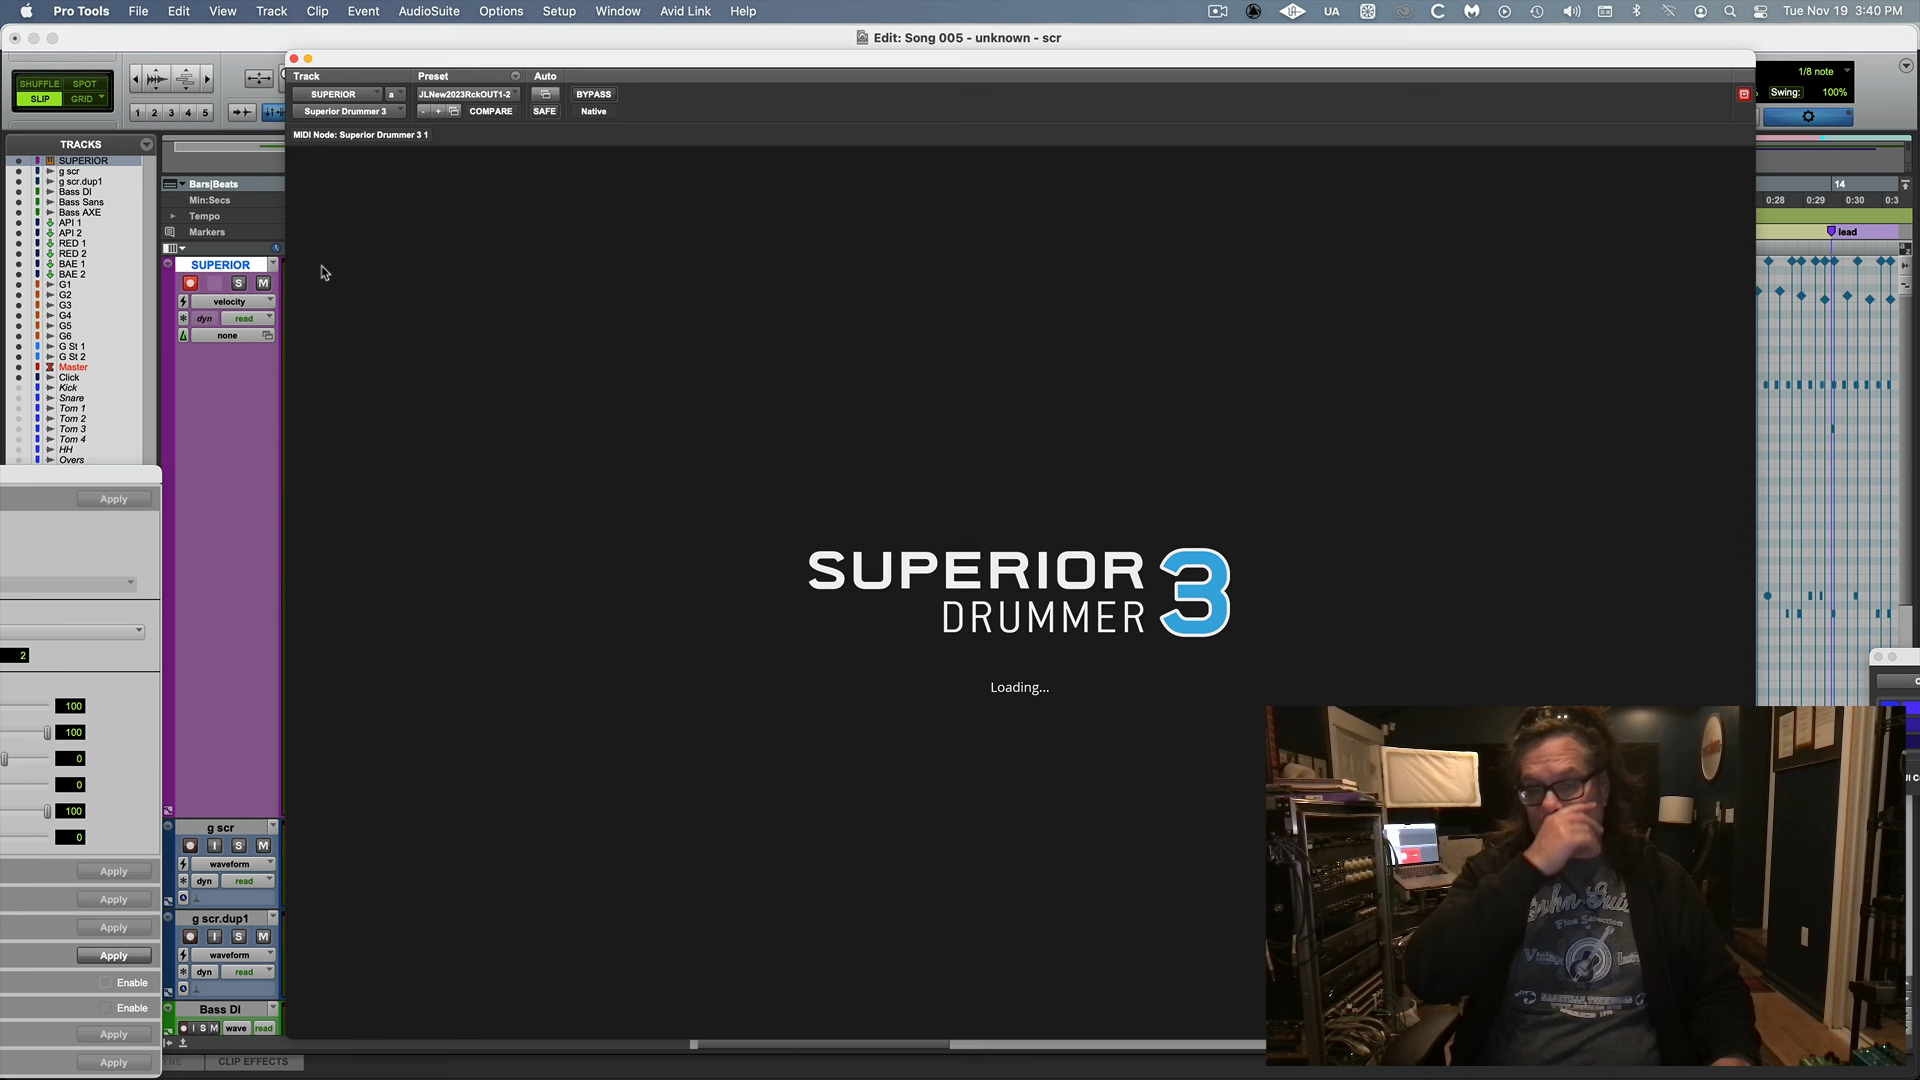 Pro Tools File Edit View Track Clip Event AudioSuite Options Setup Window Avid Link Help
UA
Tue Nov 19 3:40 PM
Edit: Song 005 - unknown - scr
SHUFFLE SPOT
SLIP GRID
1 2 3 4 5
Track Preset Auto
SUPERIOR a JLNew2023RckOUT1-2 BYPASS
Superior Drummer 3 - + COMPARE SAFE Native
MIDI Node: Superior Drummer 3 1
1/8 note
Swing: 100%
TRACKS
SUPERIOR
g scr
g scr.dup1
Bass DI
Bass Sans
Bass AXE
API 1
API 2
RED 1
RED 2
BAE 1
BAE 2
G1
G2
G3
G4
G5
G6
G St 1
G St 2
Master
Click
Kick
Snare
Tom 1
Tom 2
Tom 3
Tom 4
HH
Overs
Bars|Beats
Min:Secs
Tempo
Markers
14
0:28 0:29 0:30 0:3
lead
SUPERIOR
S M
velocity
dyn read
none
SUPERIOR 3
DRUMMER
Loading...
Apply
2
100
100
0
0
100
0
Apply
Apply
Apply
Apply
Enable
Enable
Apply
Apply
g scr
I S M
waveform
dyn read
g scr.dup1
I S M
waveform
dyn read
Bass DI
I S M wave read
CLIP EFFECTS